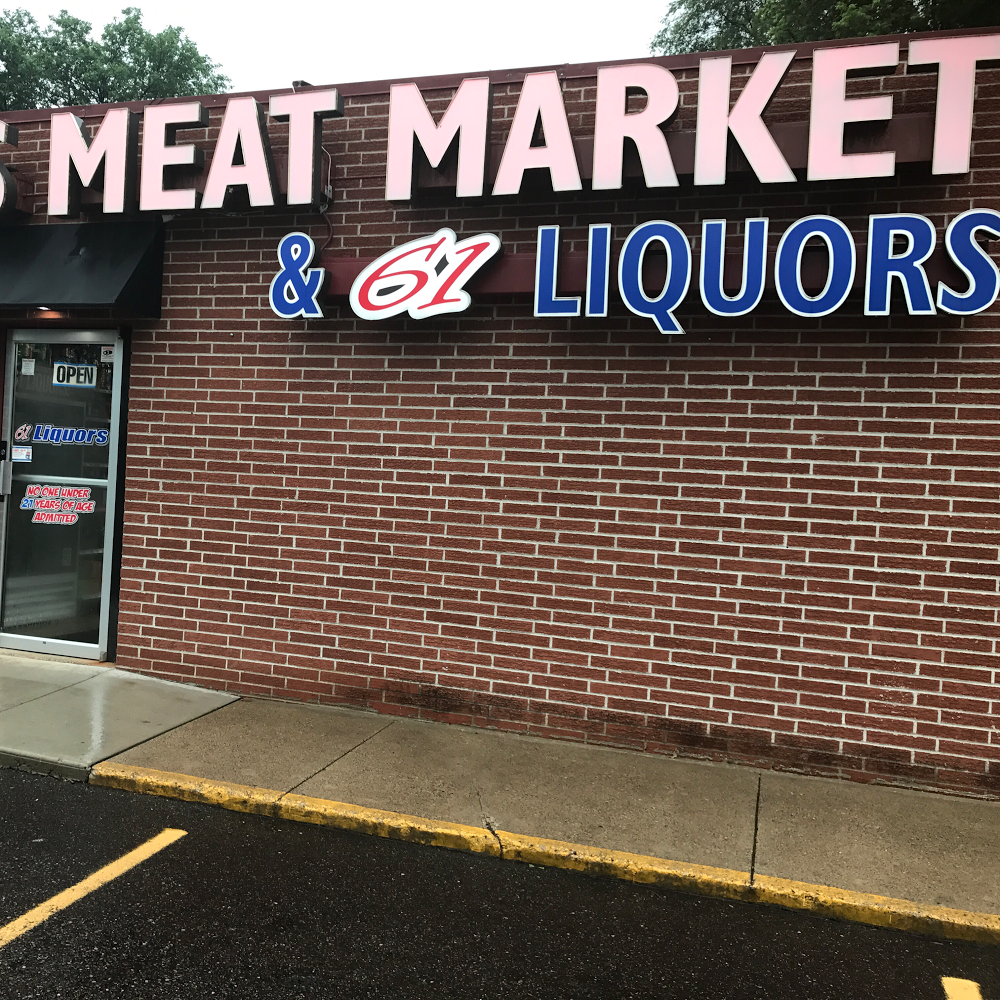 S MEAT MARKET
& 61 LIQUORS
OPEN
61 Liquors
NO ONE UNDER
21 YEARS OF AGE
ADMITTED